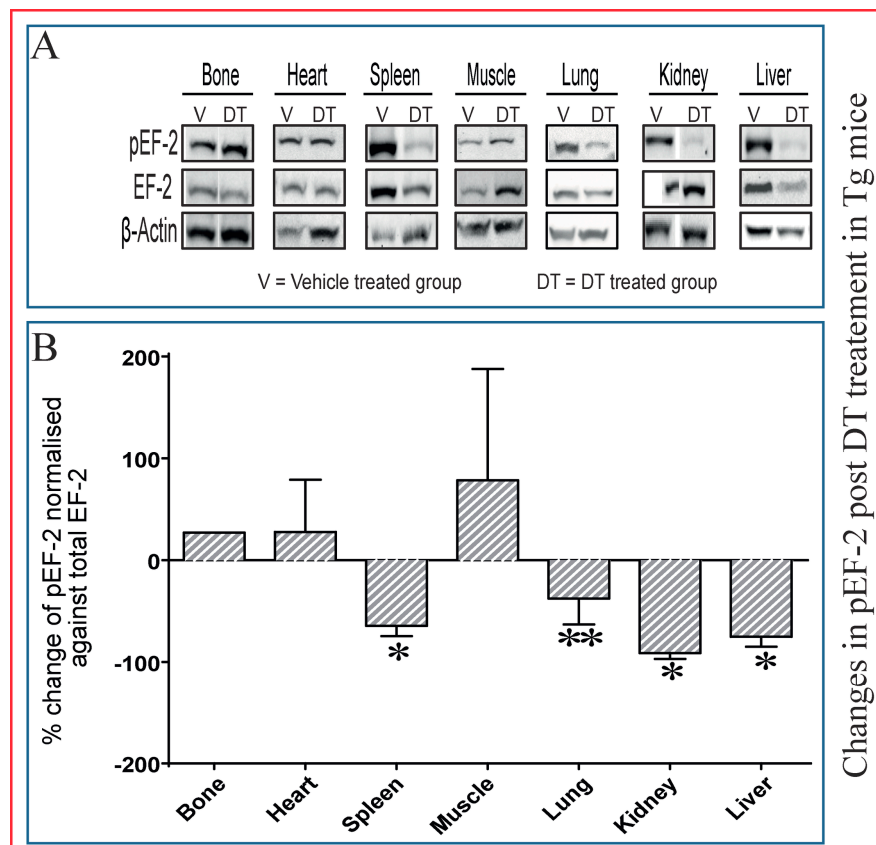 A
Bone Heart Spleen Muscle Lung Kidney Liver
V DT V DT V DT V DT V DT V DT V DT
pEF-2
EF-2
β-Actin
V = Vehicle treated group DT = DT treated group
B
% change of pEF-2 normalised
against total EF-2
200
100
0
-100
-200
* ** * *
Bone Heart Spleen Muscle Lung Kidney Liver
Changes in pEF-2 post DT treatement in Tg mice